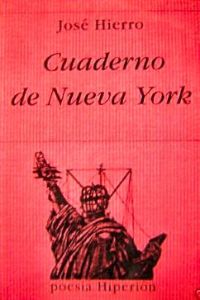 José Hierro
Cuaderno
de Nueva York
poesía Hiperión